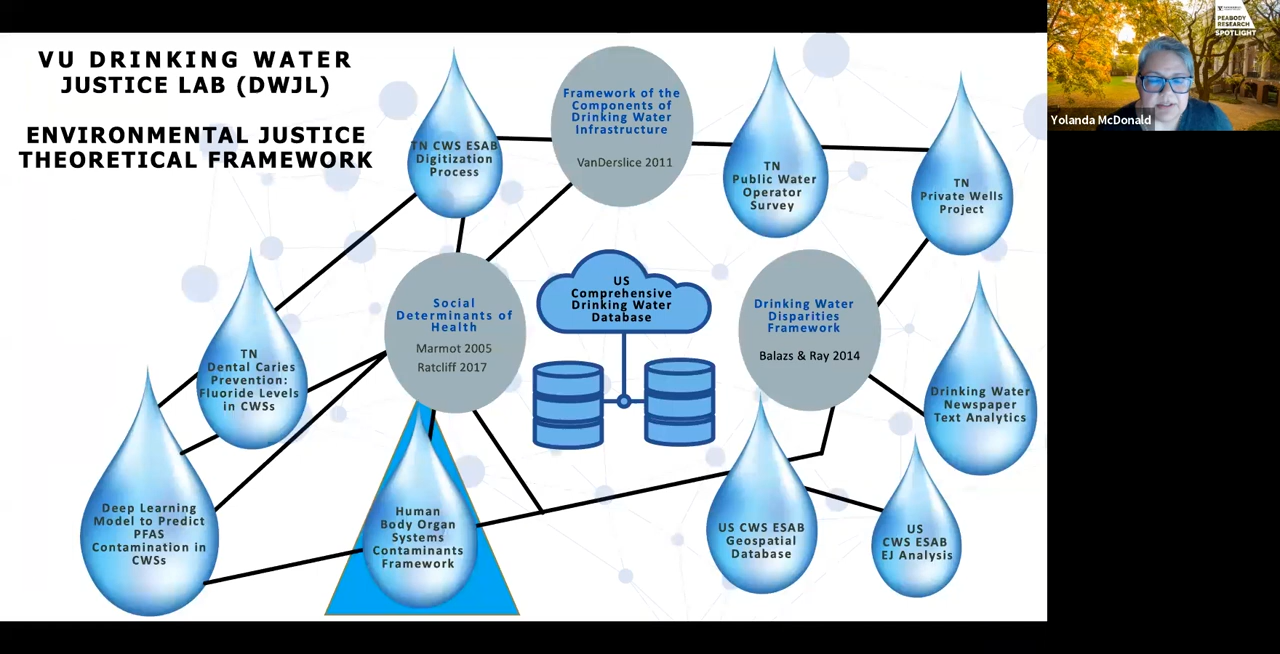 VU DRINKING WATER
JUSTICE LAB (DWJL)
ENVIRONMENTAL JUSTICE
THEORETICAL FRAMEWORK
TN CWS ESAB
Digitization
Process
Framework of the
Components of
Drinking Water
Infrastructure
VanDerslice 2011
TN
Public Water
Operator
Survey
TN
Private Wells
Project
Social
Determinants of
Health
Marmot 2005
Ratcliff 2017
US
Comprehensive
Drinking Water
Database
Drinking Water
Disparities
Framework
Balazs & Ray 2014
TN
Dental Caries
Prevention:
Fluoride Levels
in CWSs
Drinking Water
Newspaper
Text Analytics
Deep Learning
Model to Predict
PFAS
Contamination in
CWSs
Human
Body Organ
Systems
Contaminants
Framework
US CWS ESAB
Geospatial
Database
US
CWS ESAB
EJ Analysis
PEABODY
RESEARCH
SPOTLIGHT
Yolanda McDonald